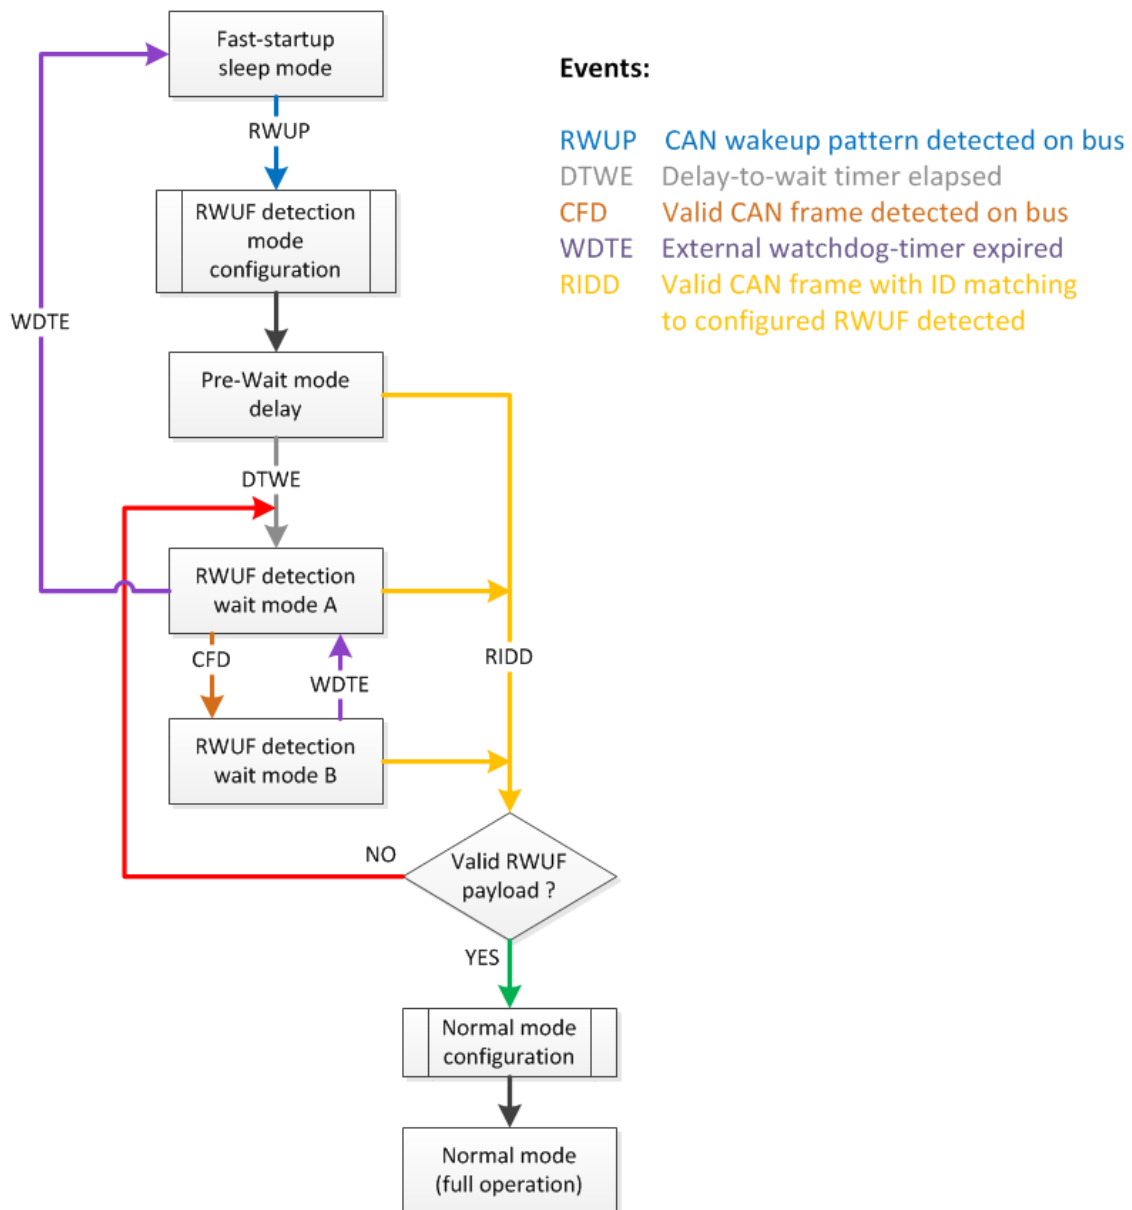 Fast-startup
sleep mode
RWUP
RWUF detection
mode
configuration
WDTE
Pre-Wait mode
delay
DTWE
RWUF detection
wait mode A
CFD
WDTE
RIDD
RWUF detection
wait mode B
NO
Valid RWUF
payload ?
YES
Normal mode
configuration
Normal mode
(full operation)
Events:
RWUP CAN wakeup pattern detected on bus
DTWE Delay-to-wait timer elapsed
CFD Valid CAN frame detected on bus
WDTE External watchdog-timer expired
RIDD Valid CAN frame with ID matching
to configured RWUF detected